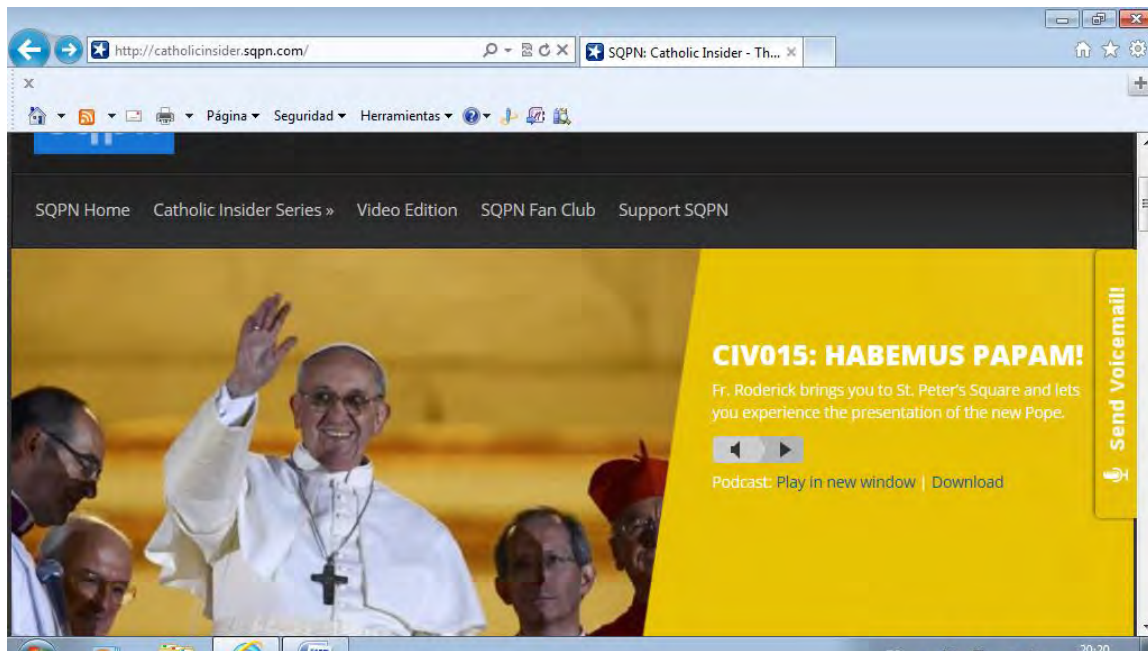 http://catholicinsider.sqpn.com/
SQPN: Catholic Insider - Th...
Página Seguridad Herramientas
SQPN Home Catholic Insider Series » Video Edition SQPN Fan Club Support SQPN
CIV015: HABEMUS PAPAM!
Fr. Roderick brings you to St. Peter's Square and lets
you experience the presentation of the new Pope.
Podcast: Play in new window | Download
Send Voicemail!
20:20